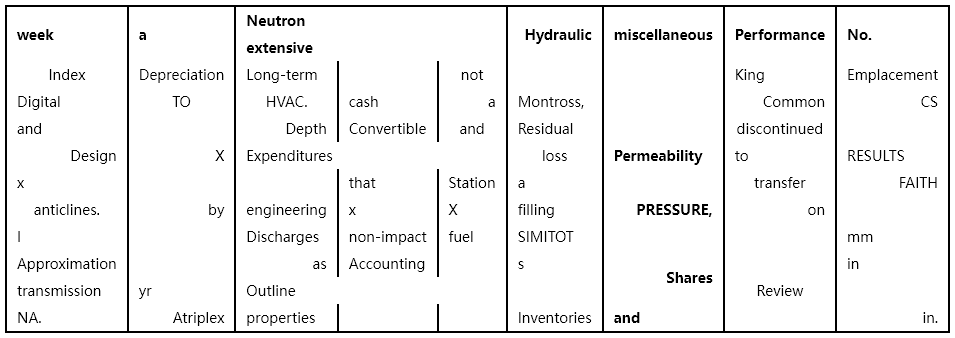 week a Neutron extensive Hydraulic miscellaneous Performance No.
Index Depreciation Long-term not King Emplacement
Digital TO HVAC. cash a Montross, Common CS
and Depth Convertible and Residual discontinued
Design X Expenditures loss Permeability to RESULTS
x that Station a transfer FAITH
anticlines. by engineering x X filling PRESSURE, on
I Discharges non-impact fuel SIMITOT mm
Approximation as Accounting s Shares in
transmission yr Outline Review
NA. Atriplex properties Inventories and in.